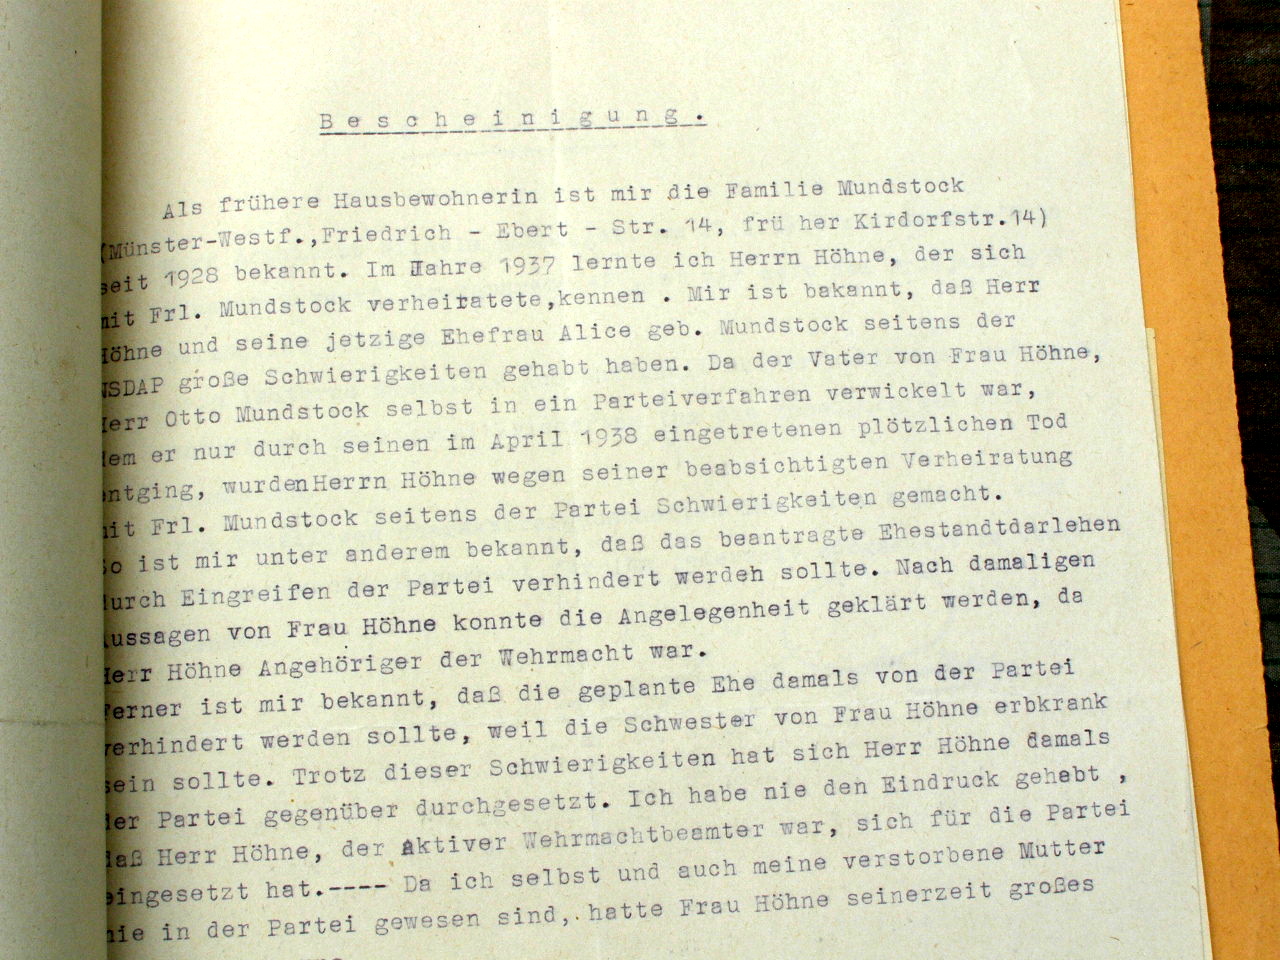 Bescheinigung.
Als frühere Hausbewohnerin ist mir die Familie Mundstock
(Münster-Westf.,Friedrich - Ebert - Str. 14, frü her Kirdorfstr.14)
seit 1928 bekannt. Im Jahre 1937 lernte ich Herrn Höhne, der sich
mit Frl. Mundstock verheiratete,kennen . Mir ist bekannt, daß Herr
Höhne und seine jetzige Ehefrau Alice geb. Mundstock seitens der
NSDAP große Schwierigkeiten gehabt haben. Da der Vater von Frau Höhne,
Herr Otto Mundstock selbst in ein Parteiverfahren verwickelt war,
dem er nur durch seinen im April 1938 eingetretenen plötzlichen Tod
entging, wurdenHerrn Höhne wegen seiner beabsichtigten Verheiratung
mit Frl. Mundstock seitens der Partei Schwierigkeiten gemacht.
So ist mir unter anderem bekannt, daß das beantragte Ehestandtdarlehen
durch Eingreifen der Partei verhindert werdeh sollte. Nach damaligen
Aussagen von Frau Höhne konnte die Angelegenheit geklärt werden, da
Herr Höhne Angehöriger der Wehrmacht war.
Ferner ist mir bekannt, daß die geplante Ehe damals von der Partei
verhindert werden sollte, weil die Schwester von Frau Höhne erbkrank
sein sollte. Trotz dieser Schwierigkeiten hat sich Herr Höhne damals
der Partei gegenüber durchgesetzt. Ich habe nie den Eindruck gehabt ,
daß Herr Höhne, der Aktiver Wehrmachtbeamter war, sich für die Partei
eingesetzt hat.---- Da ich selbst und auch meine verstorbene Mutter
nie in der Partei gewesen sind, hatte Frau Höhne seinerzeit großes